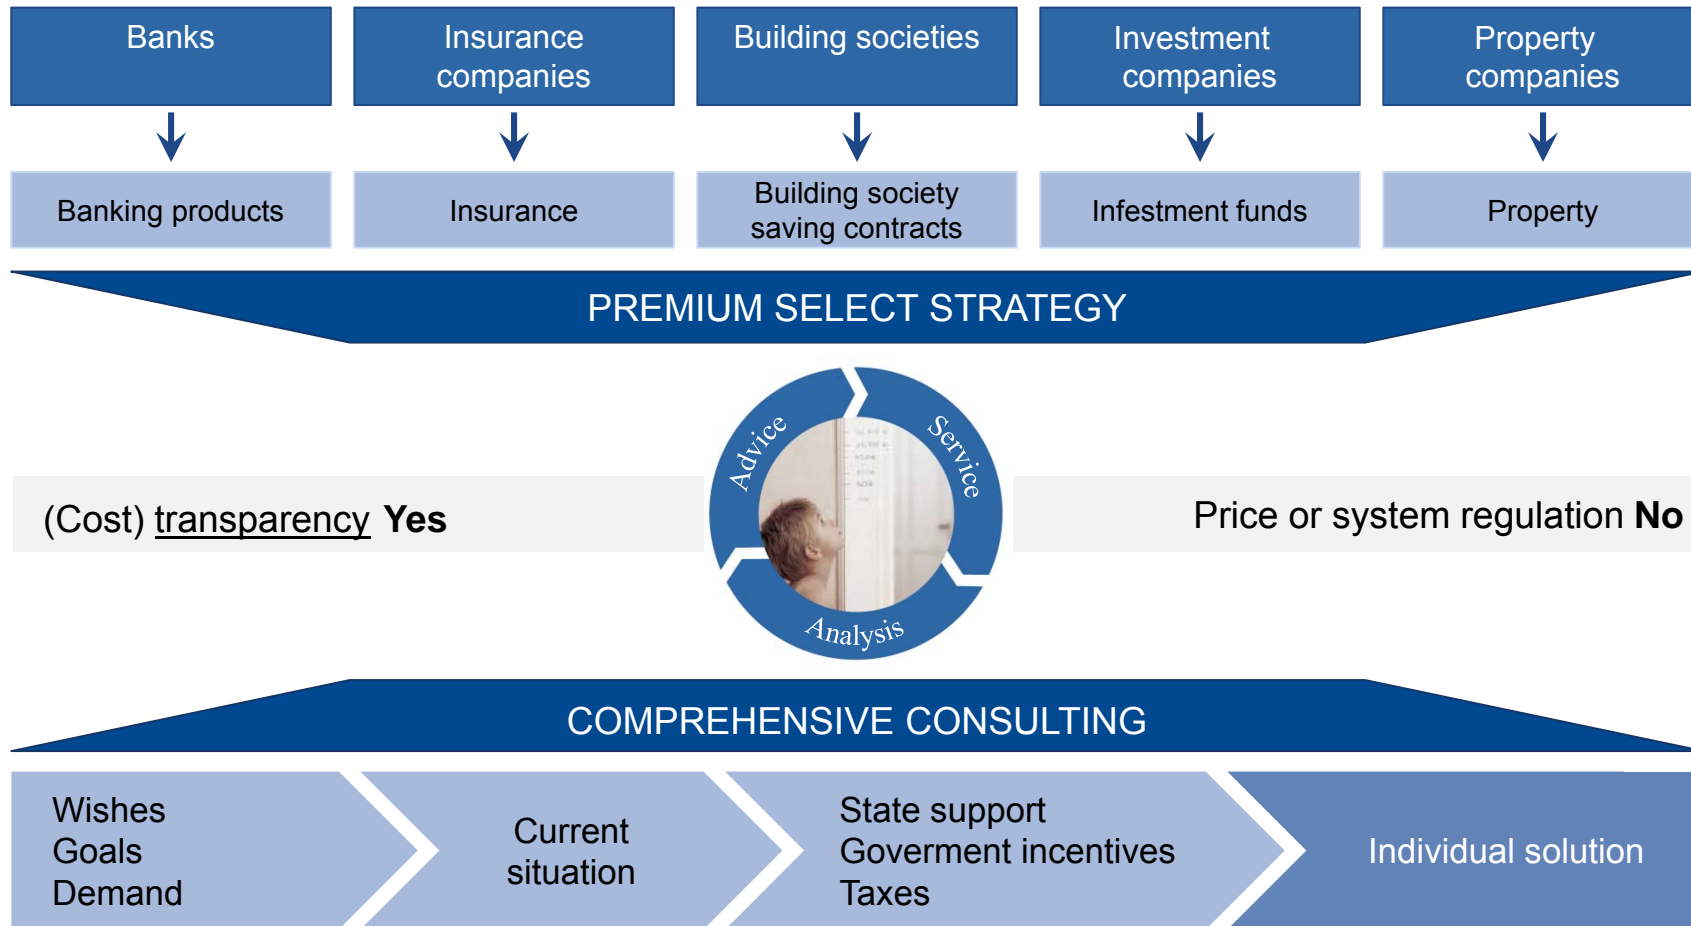 Banks
Insurance
companies
Building societies
Investment
companies
Property
companies
Banking products
Insurance
Building society
saving contracts
Infestment funds
Property
PREMIUM SELECT STRATEGY
Advice
Service
Analysis
(Cost) transparency Yes
Price or system regulation No
COMPREHENSIVE CONSULTING
Wishes
Goals
Demand
Current
situation
State support
Goverment incentives
Taxes
Individual solution